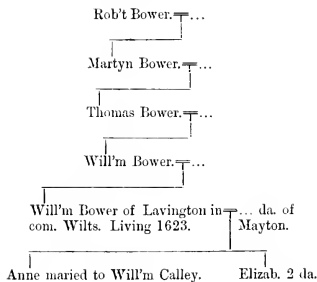 Rob't Bower.=...
Martyn Bower.=...
Thomas Bower.=...
Will'm Bower.=...
Will'm Bower of Lavington in=... da. of
com. Wilts. Living 1623. Mayton.
Anne maried to Will'm Calley. Elizab. 2 da.